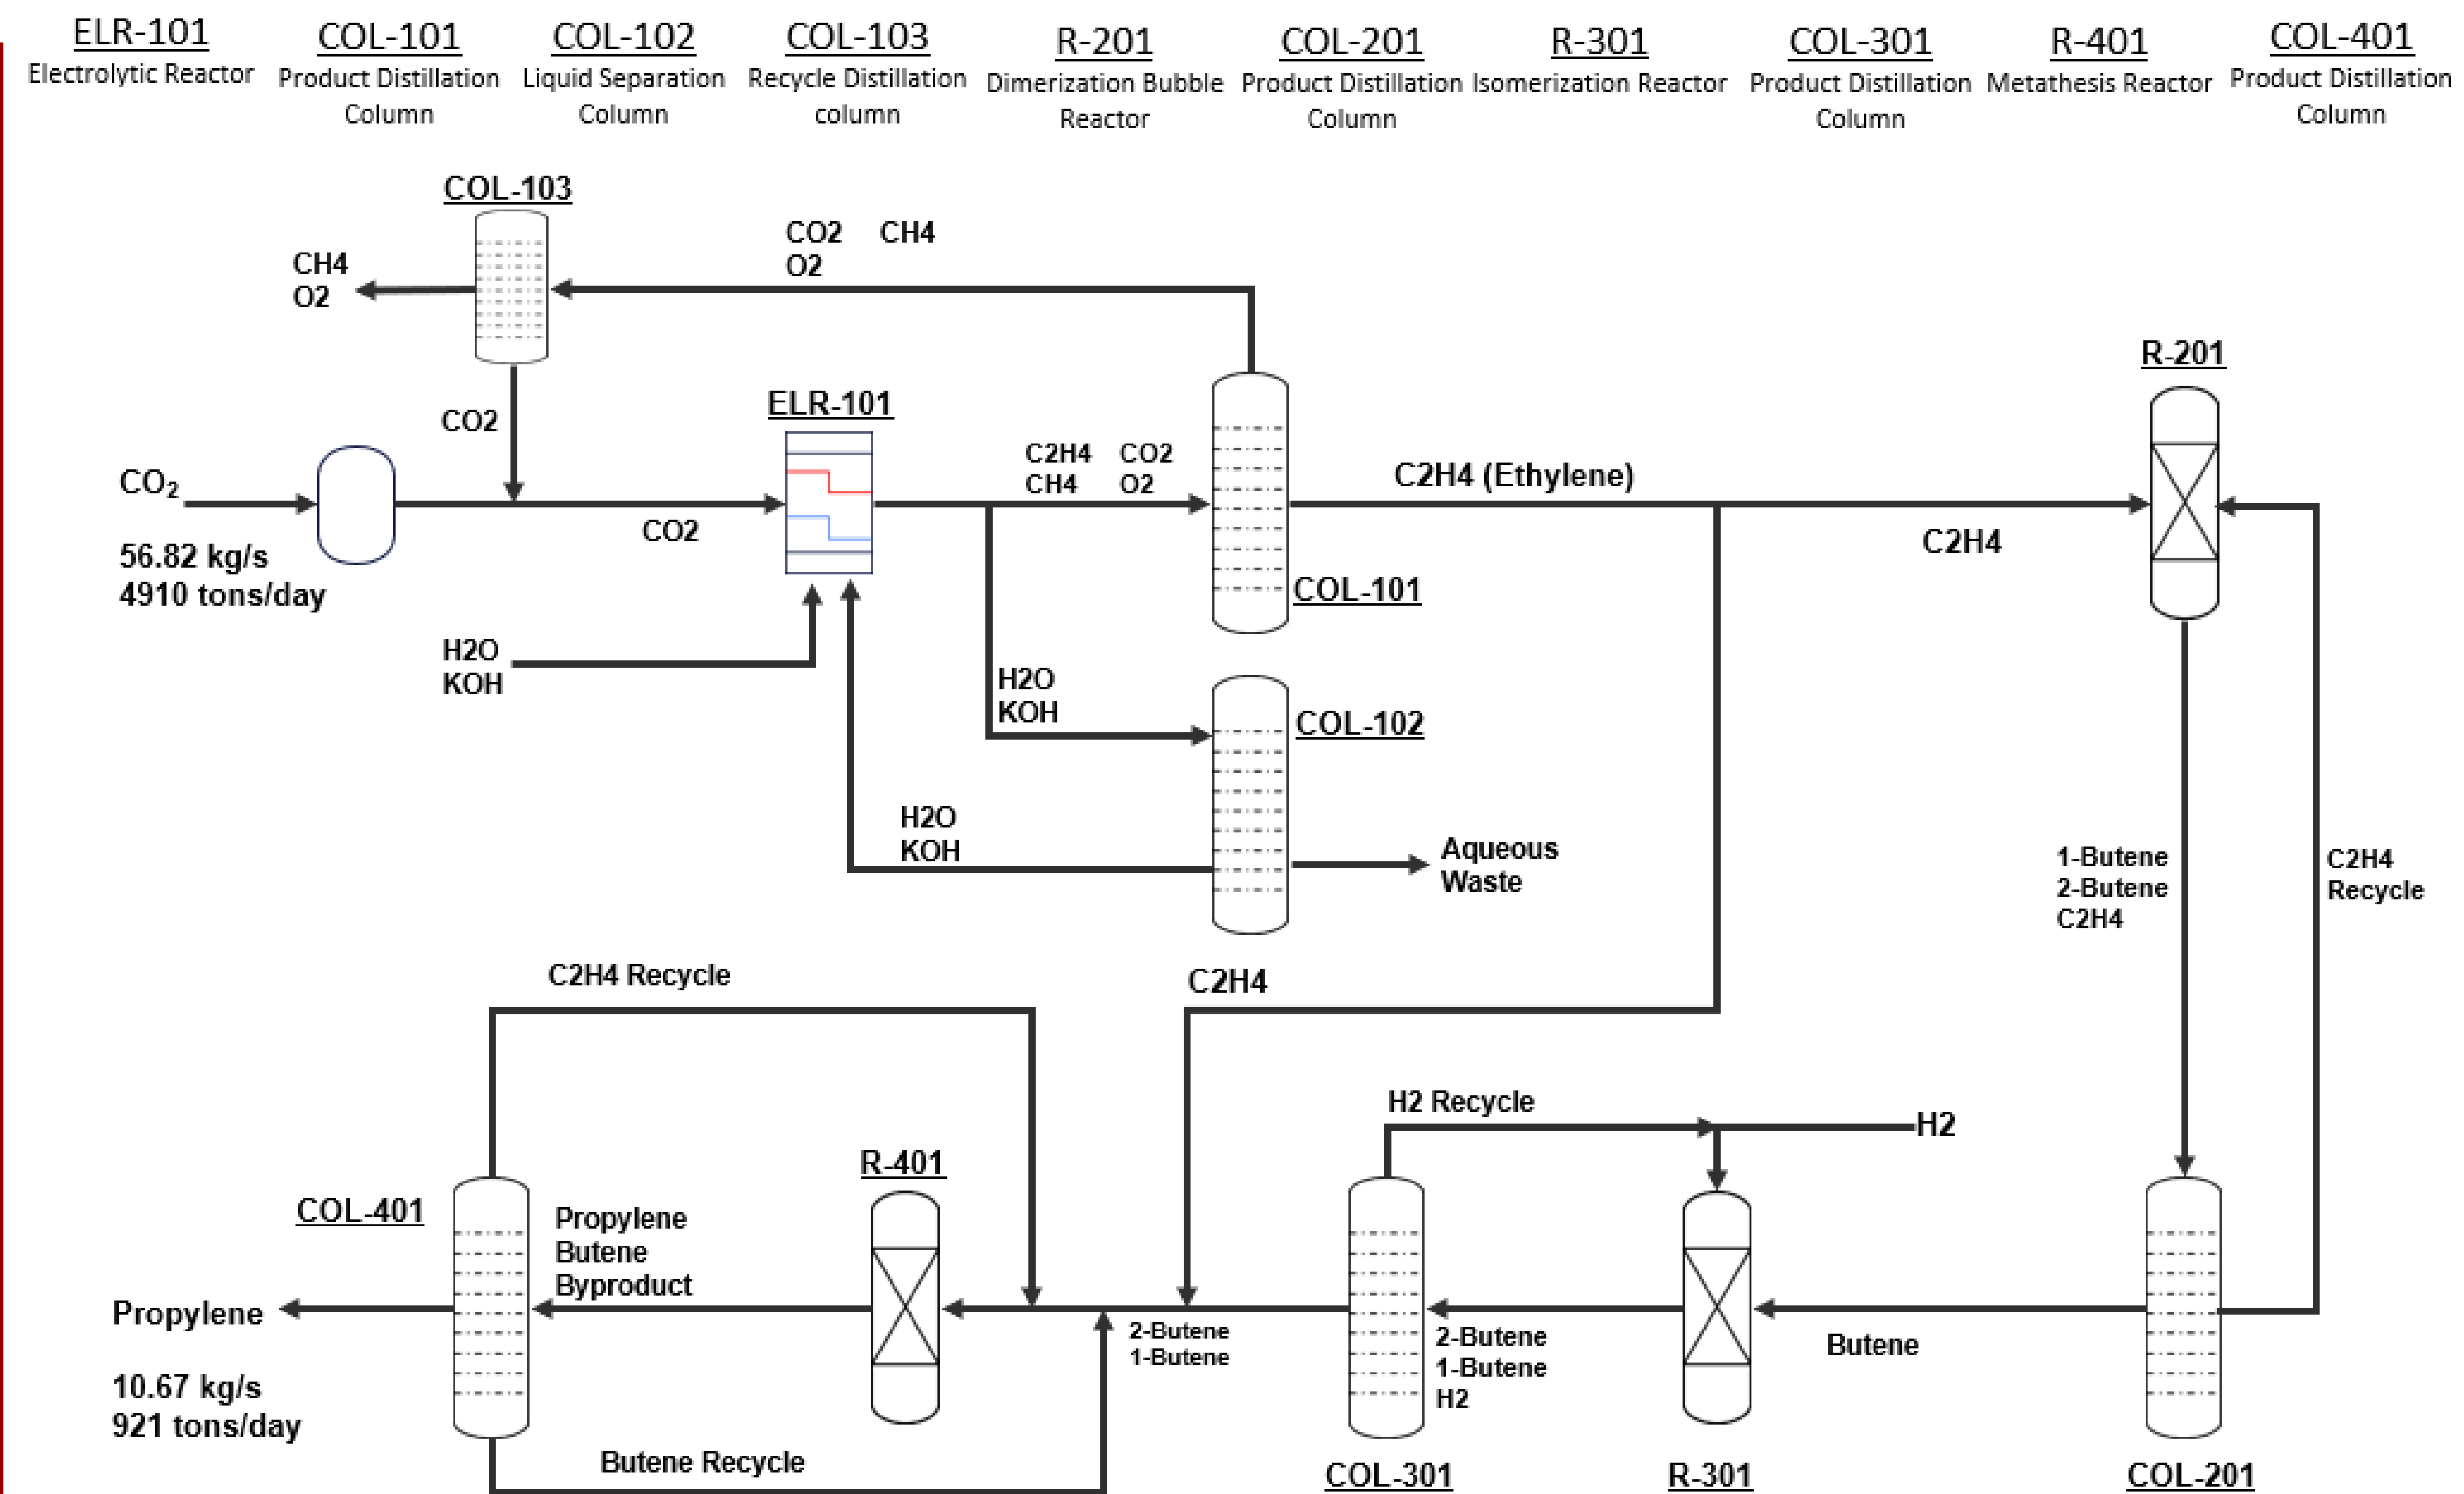 ELR-101
Electrolytic Reactor
COL-101
Product Distillation
Column
COL-102
Liquid Separation
Column
COL-103
Recycle Distillation
column
R-201
Dimerization Bubble
Reactor
COL-201
Product Distillation
Column
R-301
Isomerization Reactor
COL-301
Product Distillation
Column
R-401
Metathesis Reactor
COL-401
Product Distillation
Column
COL-103
CO2 CH4
O2
CH4
O2
R-201
CO2
ELR-101
C2H4 CO2
CH4 O2
C2H4 (Ethylene)
CO₂
CO2
C2H4
56.82 kg/s
4910 tons/day
COL-101
H2O
KOH
H2O
KOH
COL-102
H2O
KOH
Aqueous
Waste
1-Butene
2-Butene
C2H4
C2H4
Recycle
C2H4 Recycle
C2H4
H2 Recycle
H2
R-401
COL-401
Propylene
Butene
Byproduct
Propylene
2-Butene
1-Butene
2-Butene
1-Butene
H2
Butene
10.67 kg/s
921 tons/day
Butene Recycle
COL-301
R-301
COL-201